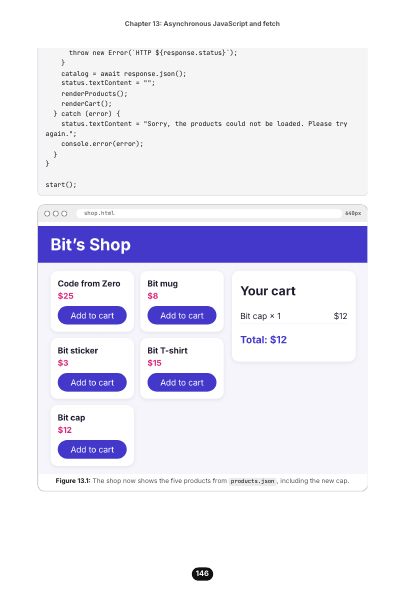 Chapter 13: Asynchronous JavaScript and fetch
throw new Error(`HTTP ${response.status}`);
}
catalog = await response.json();
status.textContent = "";
renderProducts();
renderCart();
} catch (error) {
status.textContent = "Sorry, the products could not be loaded. Please try
again.";
console.error(error);
}
}
start();
shop.html
640px
Bit's Shop
Code from Zero
$25
Add to cart
Bit mug
$8
Add to cart
Bit sticker
$3
Add to cart
Bit T-shirt
$15
Add to cart
Bit cap
$12
Add to cart
Your cart
Bit cap × 1 $12
Total: $12
Figure 13.1: The shop now shows the five products from products.json, including the new cap.
146